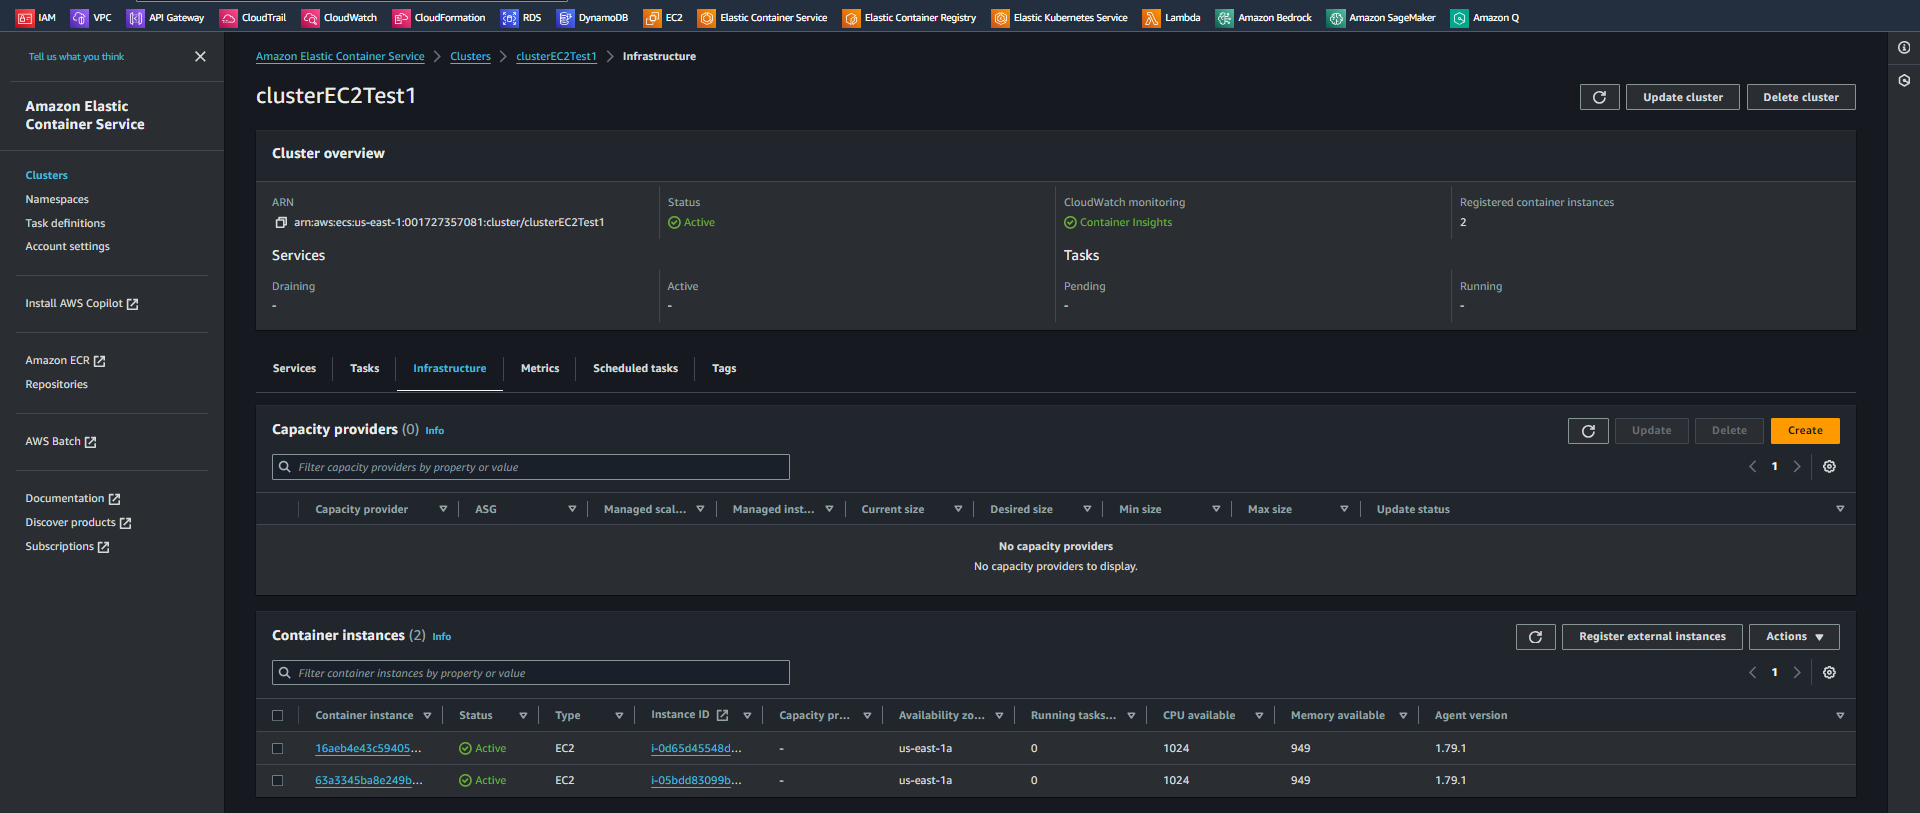 IAM VPC API Gateway CloudTrail CloudWatch CloudFormation RDS DynamoDB EC2 Elastic Container Service Elastic Container Registry Elastic Kubernetes Service Lambda Amazon Bedrock Amazon SageMaker Amazon Q
Tell us what you think
Amazon Elastic
Container Service
Clusters
Namespaces
Task definitions
Account settings
Install AWS Copilot
Amazon ECR
Repositories
AWS Batch
Documentation
Discover products
Subscriptions
Amazon Elastic Container Service Clusters clusterEC2Test1 Infrastructure
clusterEC2Test1
Update cluster Delete cluster
Cluster overview
ARN Status CloudWatch monitoring Registered container instances
arn:aws:ecs:us-east-1:001727357081:cluster/clusterEC2Test1 Active Container Insights 2
Services Tasks
Draining Active Pending Running
- - - -
Services Tasks Infrastructure Metrics Scheduled tasks Tags
Capacity providers (0) Info Update Delete Create
Filter capacity providers by property or value 1
Capacity provider ASG Managed scal... Managed inst... Current size Desired size Min size Max size Update status
No capacity providers
No capacity providers to display.
Container instances (2) Info Register external instances Actions
Filter container instances by property or value 1
Container instance Status Type Instance ID Capacity pr... Availability zo... Running tasks... CPU available Memory available Agent version
16aeb4e43c59405... Active EC2 i-0d65d45548d... - us-east-1a 0 1024 949 1.79.1
63a3345ba8e249b... Active EC2 i-05bdd83099b... - us-east-1a 0 1024 949 1.79.1